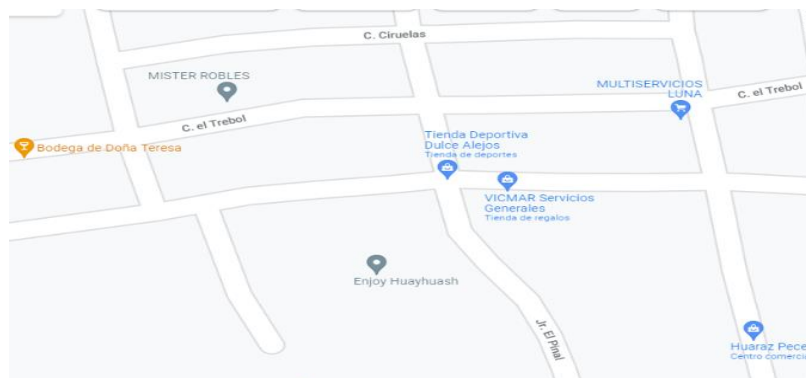 C. Ciruelas
MISTER ROBLES
MULTISERVICIOS
LUNA
C. el Trebol
C. el Trebol
Tienda Deportiva
Dulce Alejos
Tienda de deportes
Bodega de Doña Teresa
VICMAR Servicios
Generales
Tienda de regalos
Enjoy Huayhuash
Jr. El Pinal
Huaraz Pece
Centro comercia